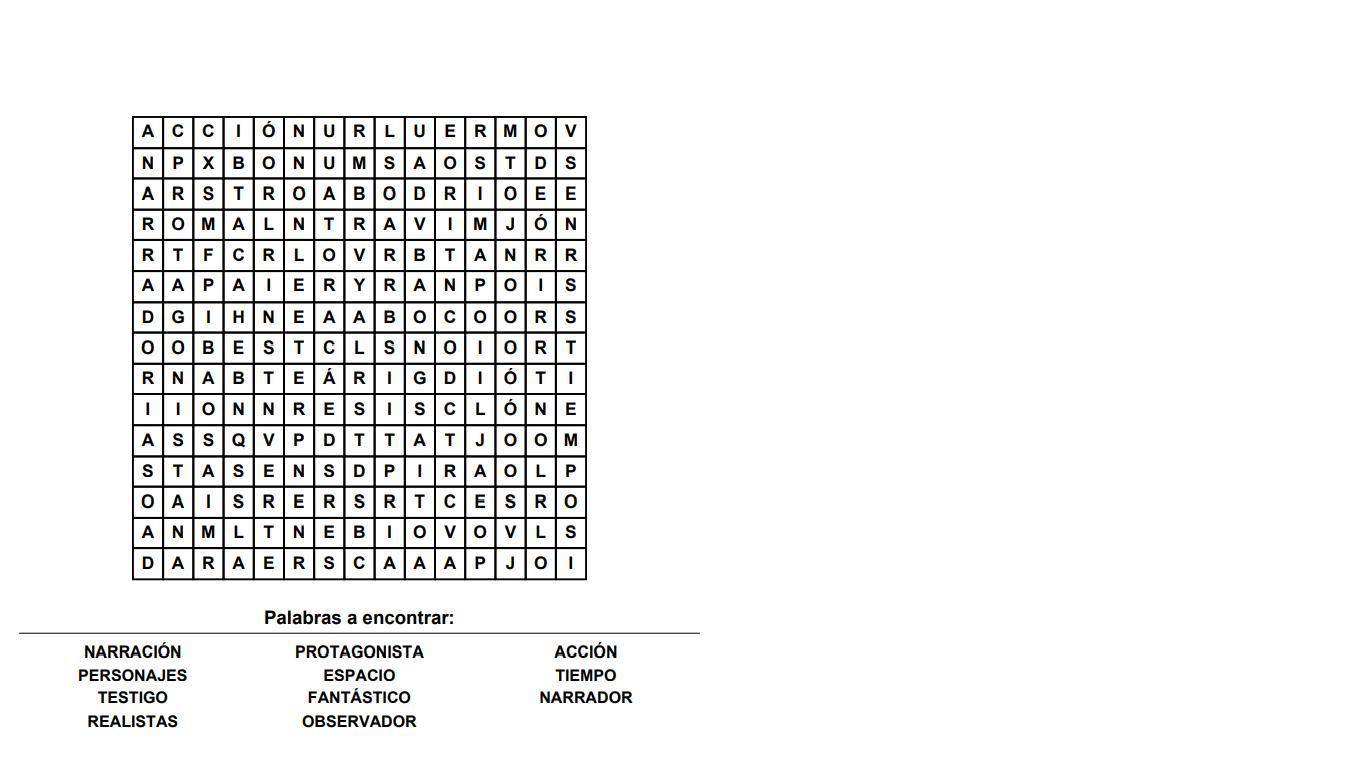 A C C I Ó N U R L U E R M O V
N P X B O N U M S A O S T D S
A R S T R O A B O D R I O E E
R O M A L N T R A V I M J Ó N
R T F C R L O V R B T A N R R
A A P A I E R Y R A N P O I S
D G I H N E A A B O C O O R S
O O B E S T C L S N O I O R T
R N A B T E Á R I G D I Ó T I
I I O N N R E S I S C L Ó N E
A S S Q V P D T T A T J O O M
S T A S E N S D P I R A O L P
O A I S R E R S R T C E S R O
A N M L T N E B I O V O V L S
D A R A E R S C A A A P J O I
Palabras a encontrar:
NARRACIÓN PROTAGONISTA ACCIÓN
PERSONAJES ESPACIO TIEMPO
TESTIGO FANTÁSTICO NARRADOR
REALISTAS OBSERVADOR